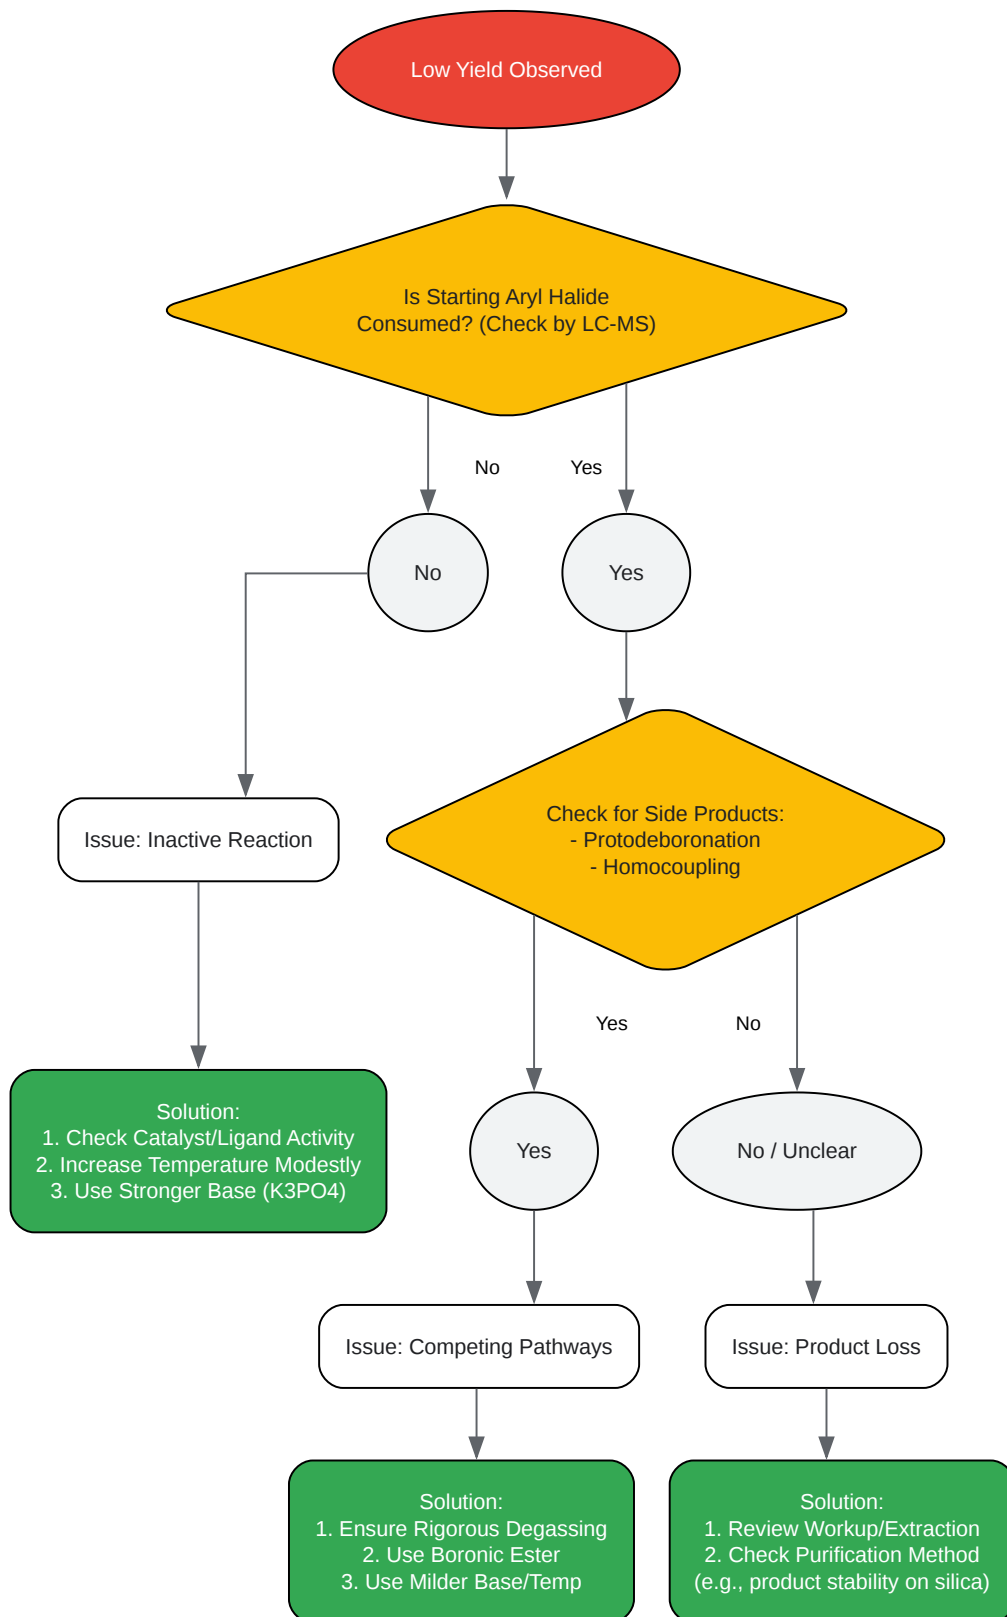 Low Yield Observed
Is Starting Aryl Halide
Consumed? (Check by LC-MS)
No
Yes
No
Yes
Issue: Inactive Reaction
Check for Side Products:
- Protodeboronation
- Homocoupling
Yes
No
Solution:
1. Check Catalyst/Ligand Activity
2. Increase Temperature Modestly
3. Use Stronger Base (K3PO4)
Yes
No / Unclear
Issue: Competing Pathways
Issue: Product Loss
Solution:
1. Ensure Rigorous Degassing
2. Use Boronic Ester
3. Use Milder Base/Temp
Solution:
1. Review Workup/Extraction
2. Check Purification Method
(e.g., product stability on silica)